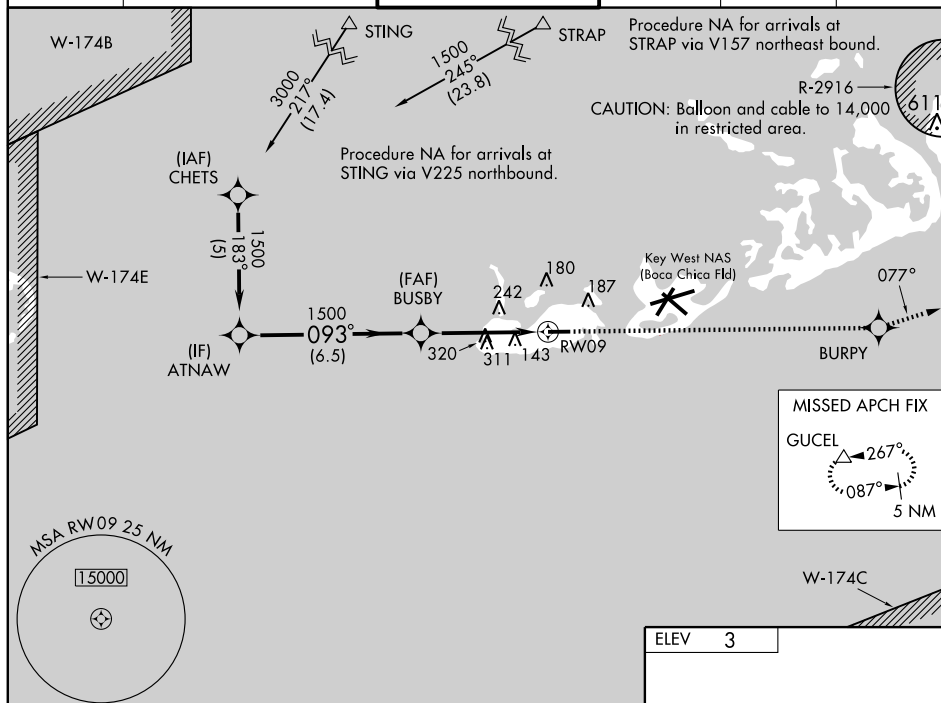 W-174B
STING
STRAP
Procedure NA for arrivals at
STRAP via V157 northeast bound.
3000
217°
(17.4)
1500
245°
(23.8)
R-2916
611
CAUTION: Balloon and cable to 14,000
in restricted area.
Procedure NA for arrivals at
STING via V225 northbound.
(IAF)
CHETS
1500
183°
(5)
W-174E
(FAF)
BUSBY
Key West NAS
(Boca Chica Fld)
180
187
242
077°
1500
093°
(6.5)
(IF)
ATNAW
320
311
143
RW09
BURPY
MISSED APCH FIX
GUCEL
267°
087°
5 NM
MSA RW09 25 NM
15000
W-174C
ELEV 3